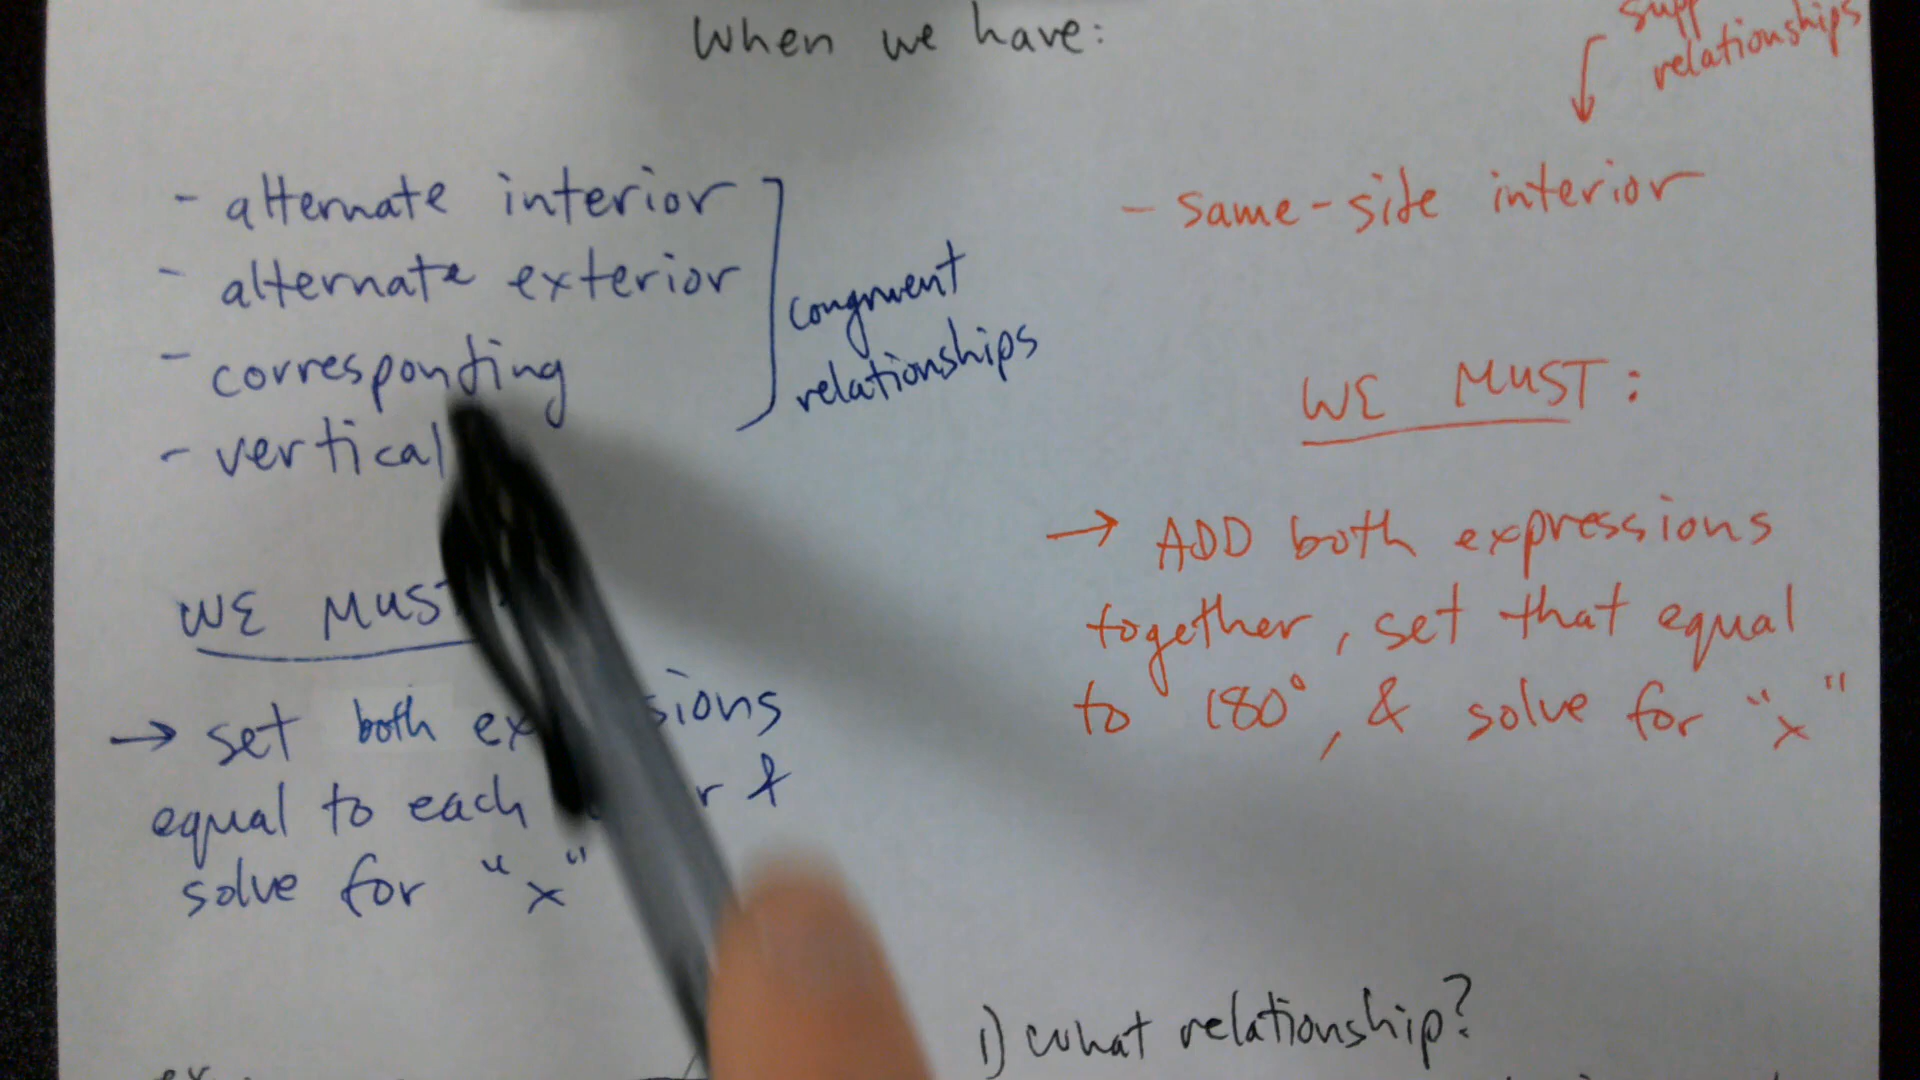 When we have:
supp
relationships
- alternate interior
- alternate exterior
- corresponding
- vertical
congruent
relationships
WE MUST
→ set both
equal to each &
solve for "x"
- same-side interior
WE MUST:
→ ADD both expressions
together, set that equal
to 180°, & solve for "x"
1) What relationship?